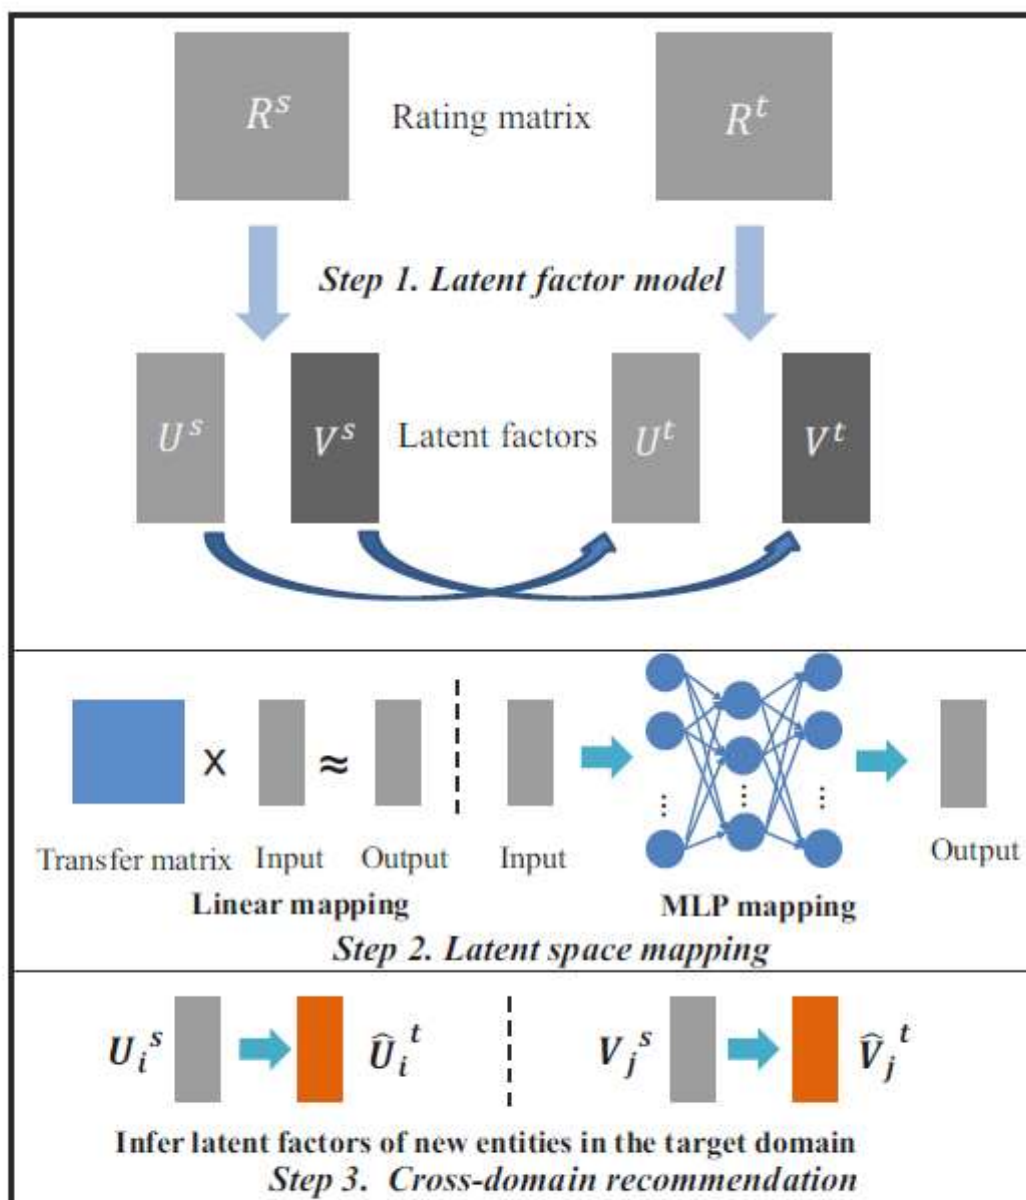 R^s Rating matrix R^t
Step 1. Latent factor model
U^s V^s Latent factors U^t V^t
x ≈
⋮ ⋮ ⋮
Transfer matrix Input Output Input Output
Linear mapping MLP mapping
Step 2. Latent space mapping
U_i^s Û_i^t V_j^s V̂_j^t
Infer latent factors of new entities in the target domain
Step 3. Cross-domain recommendation